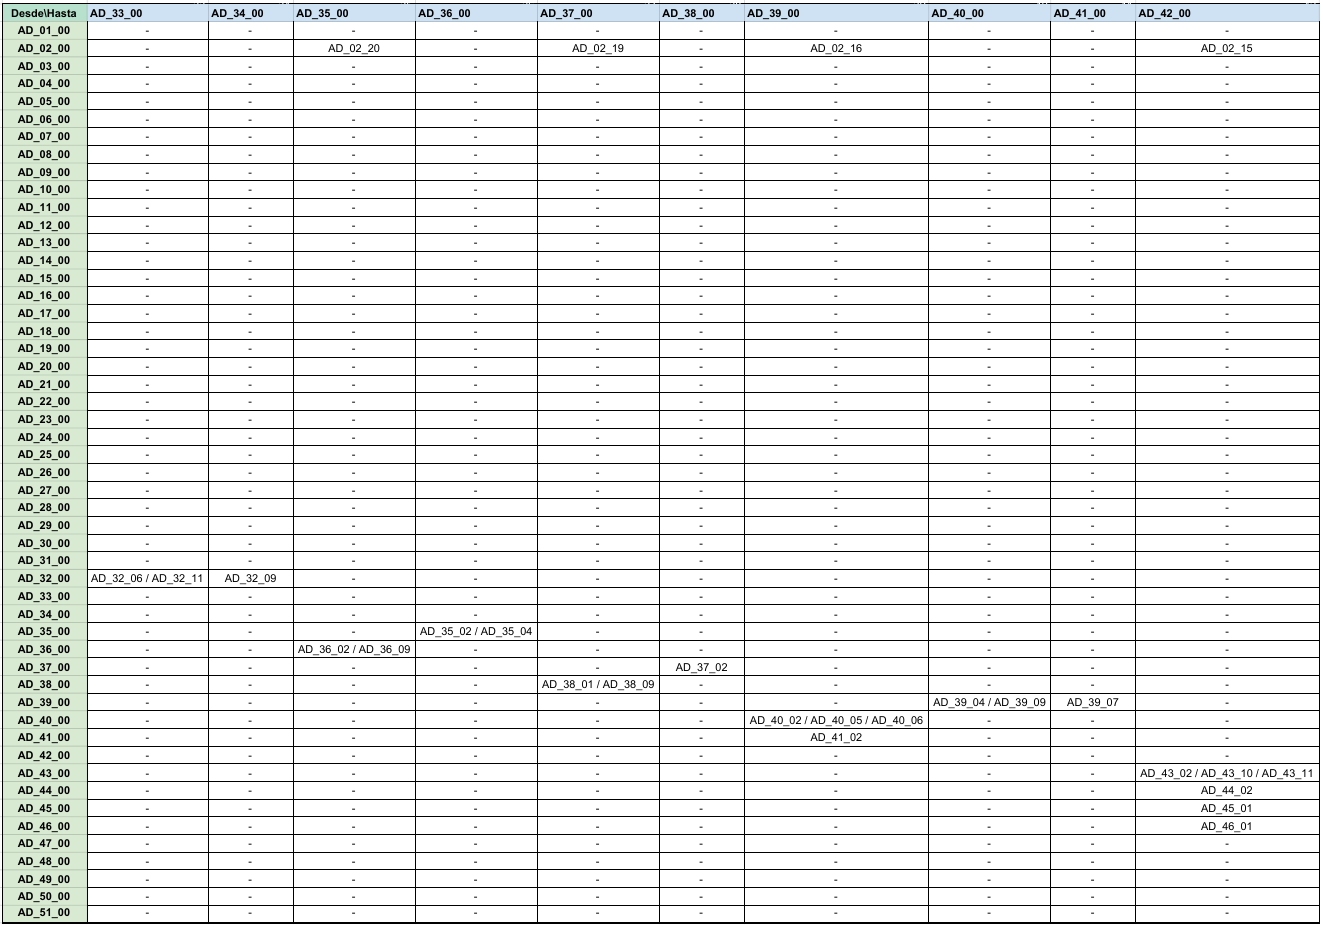 Desde\Hasta AD_33_00 AD_34_00 AD_35_00 AD_36_00 AD_37_00 AD_38_00 AD_39_00 AD_40_00 AD_41_00 AD_42_00
AD_01_00 - - - - - - - - - -
AD_02_00 - - AD_02_20 - AD_02_19 - AD_02_16 - - AD_02_15
AD_03_00 - - - - - - - - - -
AD_04_00 - - - - - - - - - -
AD_05_00 - - - - - - - - - -
AD_06_00 - - - - - - - - - -
AD_07_00 - - - - - - - - - -
AD_08_00 - - - - - - - - - -
AD_09_00 - - - - - - - - - -
AD_10_00 - - - - - - - - - -
AD_11_00 - - - - - - - - - -
AD_12_00 - - - - - - - - - -
AD_13_00 - - - - - - - - - -
AD_14_00 - - - - - - - - - -
AD_15_00 - - - - - - - - - -
AD_16_00 - - - - - - - - - -
AD_17_00 - - - - - - - - - -
AD_18_00 - - - - - - - - - -
AD_19_00 - - - - - - - - - -
AD_20_00 - - - - - - - - - -
AD_21_00 - - - - - - - - - -
AD_22_00 - - - - - - - - - -
AD_23_00 - - - - - - - - - -
AD_24_00 - - - - - - - - - -
AD_25_00 - - - - - - - - - -
AD_26_00 - - - - - - - - - -
AD_27_00 - - - - - - - - - -
AD_28_00 - - - - - - - - - -
AD_29_00 - - - - - - - - - -
AD_30_00 - - - - - - - - - -
AD_31_00 - - - - - - - - - -
AD_32_00 AD_32_06 / AD_32_11 AD_32_09 - - - - - - - -
AD_33_00 - - - - - - - - - -
AD_34_00 - - - - - - - - - -
AD_35_00 - - - AD_35_02 / AD_35_04 - - - - - -
AD_36_00 - - AD_36_02 / AD_36_09 - - - - - - -
AD_37_00 - - - - - AD_37_02 - - - -
AD_38_00 - - - - AD_38_01 / AD_38_09 - - - - -
AD_39_00 - - - - - - - AD_39_04 / AD_39_09 AD_39_07 -
AD_40_00 - - - - - - AD_40_02 / AD_40_05 / AD_40_06 - - -
AD_41_00 - - - - - - AD_41_02 - - -
AD_42_00 - - - - - - - - - -
AD_43_00 - - - - - - - - - AD_43_02 / AD_43_10 / AD_43_11
AD_44_00 - - - - - - - - - AD_44_02
AD_45_00 - - - - - - - - - AD_45_01
AD_46_00 - - - - - - - - - AD_46_01
AD_47_00 - - - - - - - - - -
AD_48_00 - - - - - - - - - -
AD_49_00 - - - - - - - - - -
AD_50_00 - - - - - - - - - -
AD_51_00 - - - - - - - - - -